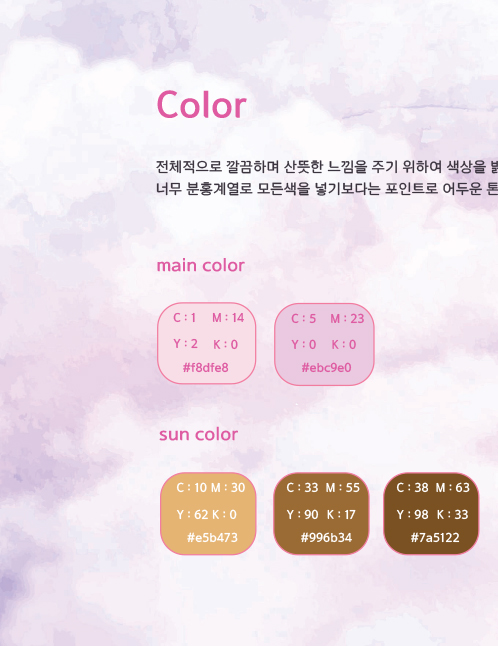 Color
전체적으로 깔끔하며 산뜻한 느낌을 주기 위하여 색상을
너무 분홍계열로 모든색을 넣기보다는 포인트로 어두운 톤
main color
C : 1 M : 14 C : 5 M : 23
Y : 2 K : 0 Y : 0 K : 0
#f8dfe8 #ebc9e0
sun color
C : 10 M : 30 C : 33 M : 55 C : 38 M : 63
Y : 62 K : 0 Y : 90 K : 17 Y : 98 K : 33
#e5b473 #996b34 #7a5122